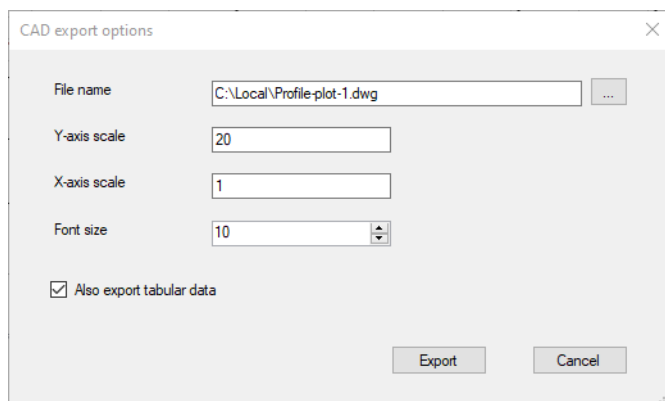 CAD export options
File name C:\Local\Profile-plot-1.dwg ...
Y-axis scale 20
X-axis scale 1
Font size 10
Also export tabular data
Export Cancel